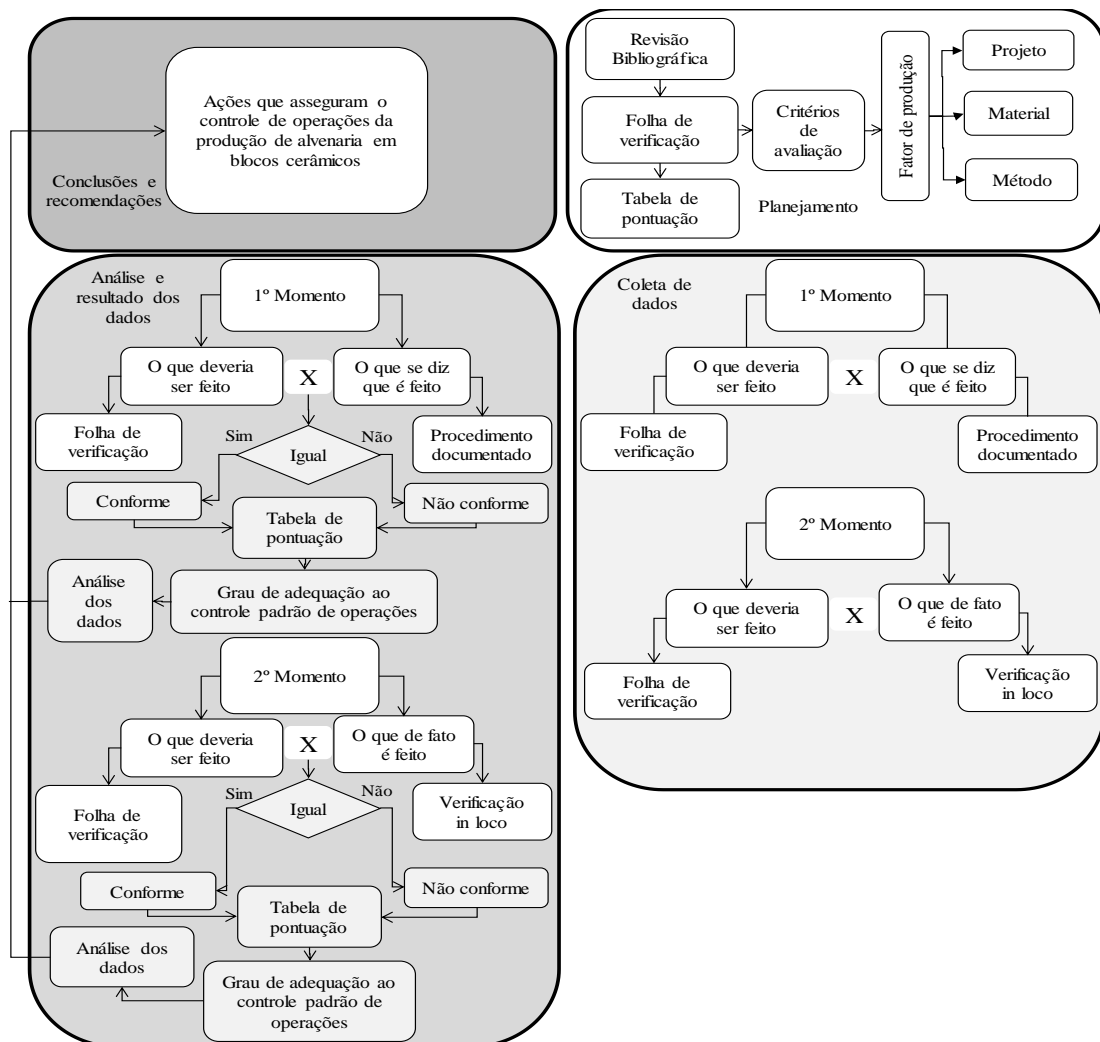 Ações que asseguram o
controle de operações da
produção de alvenaria em
blocos cerâmicos
Conclusões e
recomendações
Revisão
Bibliográfica
Folha de
verificação
Tabela de
pontuação
Critérios
de
avaliação
Fator de produção
Projeto
Material
Método
Planejamento
Análise e
resultado dos
dados
1º Momento
O que deveria
ser feito
X
O que se diz
que é feito
Folha de
verificação
Sim
Não
Igual
Procedimento
documentado
Conforme
Não conforme
Tabela de
pontuação
Análise
dos
dados
Grau de adequação ao
controle padrão de operações
2º Momento
O que deveria
ser feito
X
O que de fato
é feito
Folha de
verificação
Sim
Não
Igual
Verificação
in loco
Conforme
Não conforme
Tabela de
pontuação
Análise dos
dados
Grau de adequação ao
controle padrão de
operações
Coleta de
dados
1º Momento
O que deveria
ser feito
X
O que se diz
que é feito
Folha de
verificação
Procedimento
documentado
2º Momento
O que deveria
ser feito
X
O que de fato
é feito
Folha de
verificação
Verificação
in loco